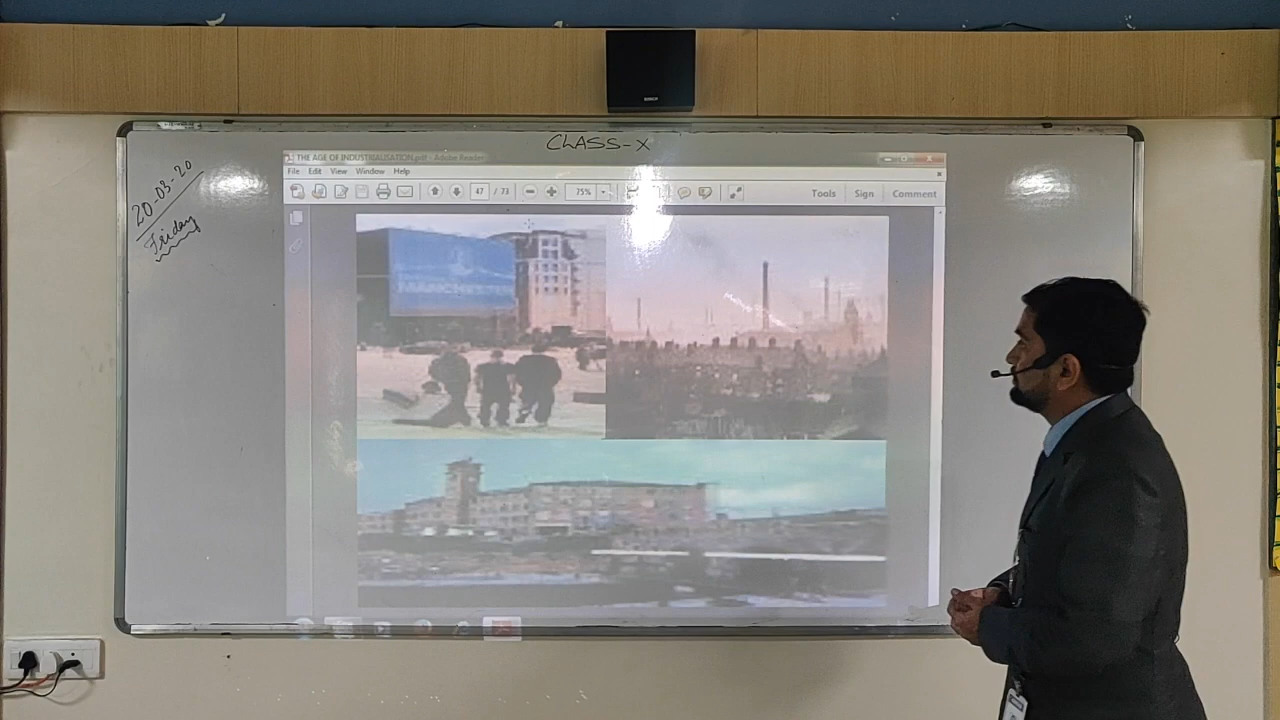 CLASS-X
20-03-20
Friday
THE AGE OF INDUSTRIALISATION.pdf - Adobe Reader
File Edit View Window Help
47 / 73 75% Tools Sign Comment